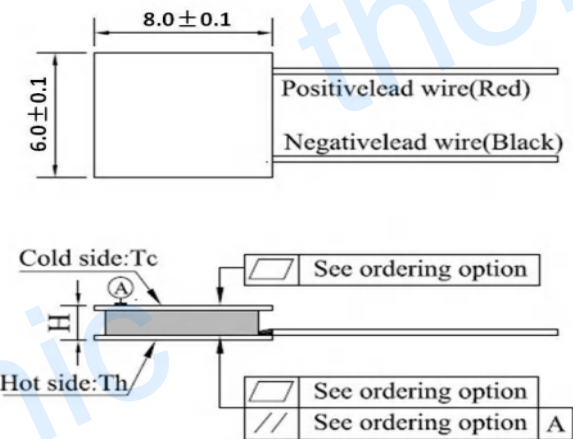 8.0±0.1
6.0±0.1
Positivelead wire(Red)
Negativelead wire(Black)
Cold side:Tc
See ordering option
A
H
Hot side:Th
See ordering option
// See ordering option A